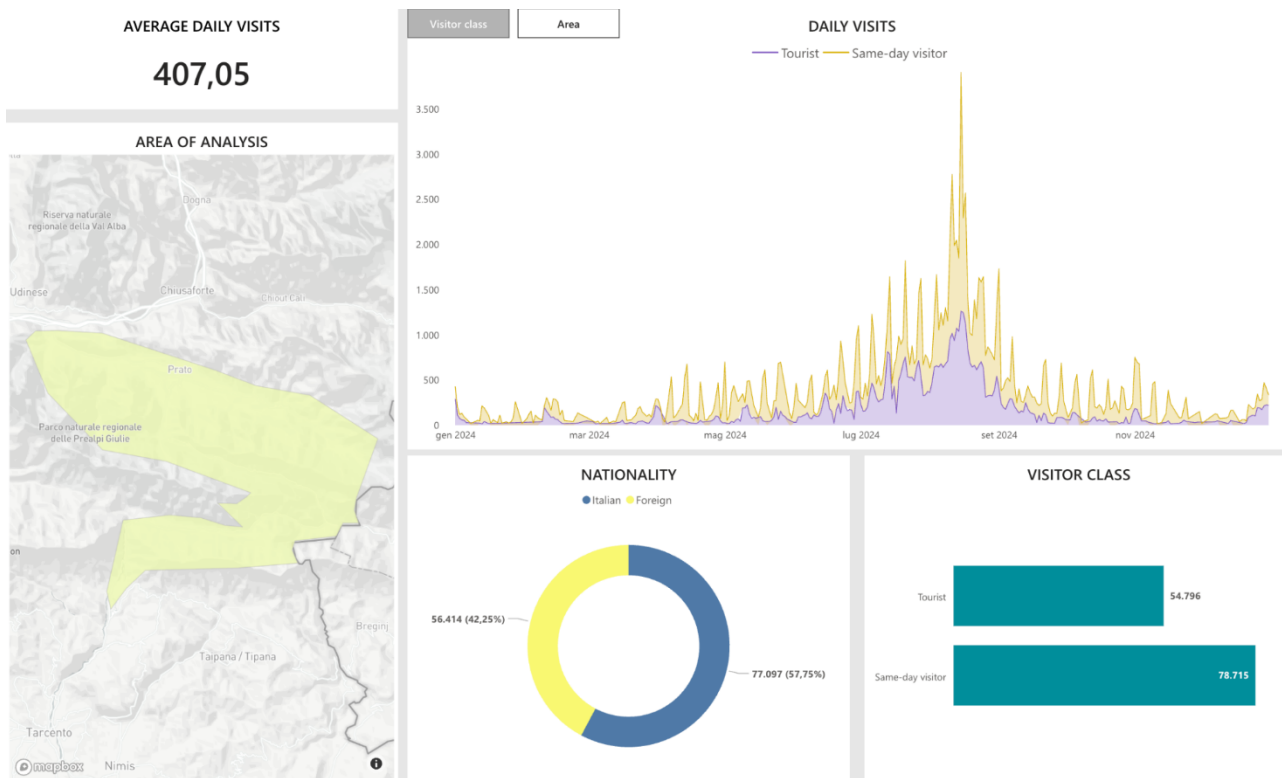 AVERAGE DAILY VISITS
407,05
AREA OF ANALYSIS
Dogna
Riserva naturale
regionale della Val Alba
Udinese
Chiusaforte
Chiout Cali
Prato
Parco naturale regionale
delle Prealpi Giulie
on
Breginj
Taipana / Tipana
Tarcento
Nimis
mapbox
i
Visitor class
Area
DAILY VISITS
Tourist Same-day visitor
3.500
3.000
2.500
2.000
1.500
1.000
500
0
gen 2024 mar 2024 mag 2024 lug 2024 set 2024 nov 2024
NATIONALITY
Italian Foreign
56.414 (42,25%)
77.097 (57,75%)
VISITOR CLASS
Tourist 54.796
Same-day visitor 78.715